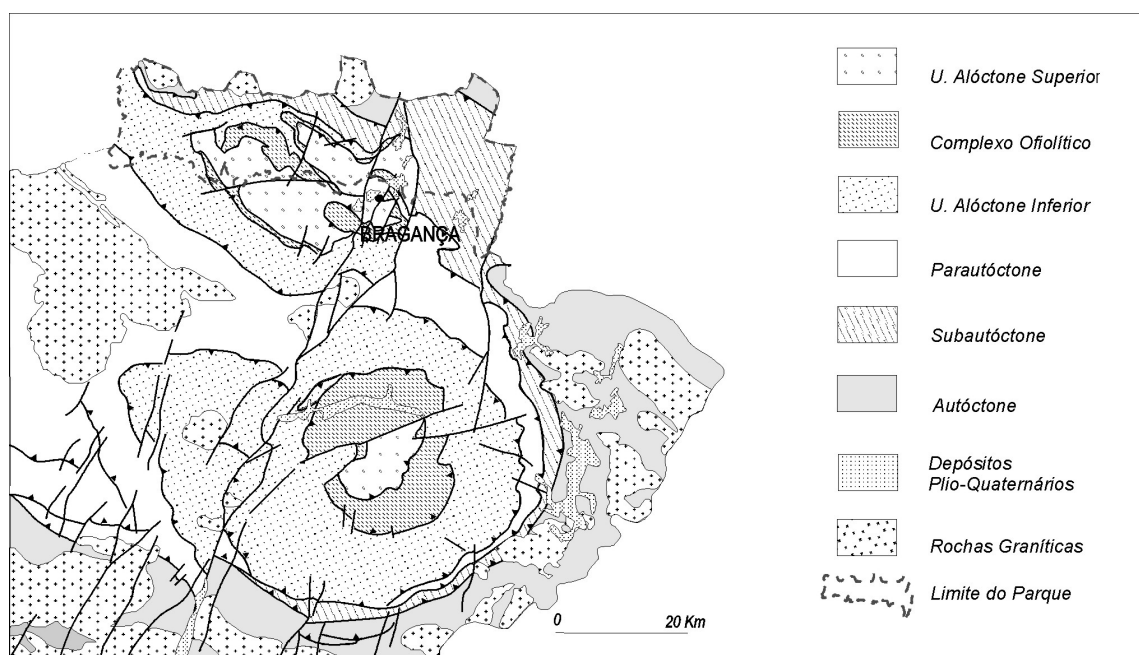 BRAGANÇA
0 20 Km
U. Alóctone Superior
Complexo Ofiolítico
U. Alóctone Inferior
Parautóctone
Subautóctone
Autóctone
Depósitos
Plio-Quaternários
Rochas Graníticas
Limite do Parque